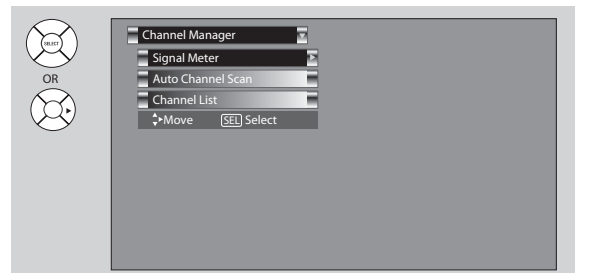 SELECT
OR
Channel Manager
Signal Meter
Auto Channel Scan
Channel List
Move SEL Select